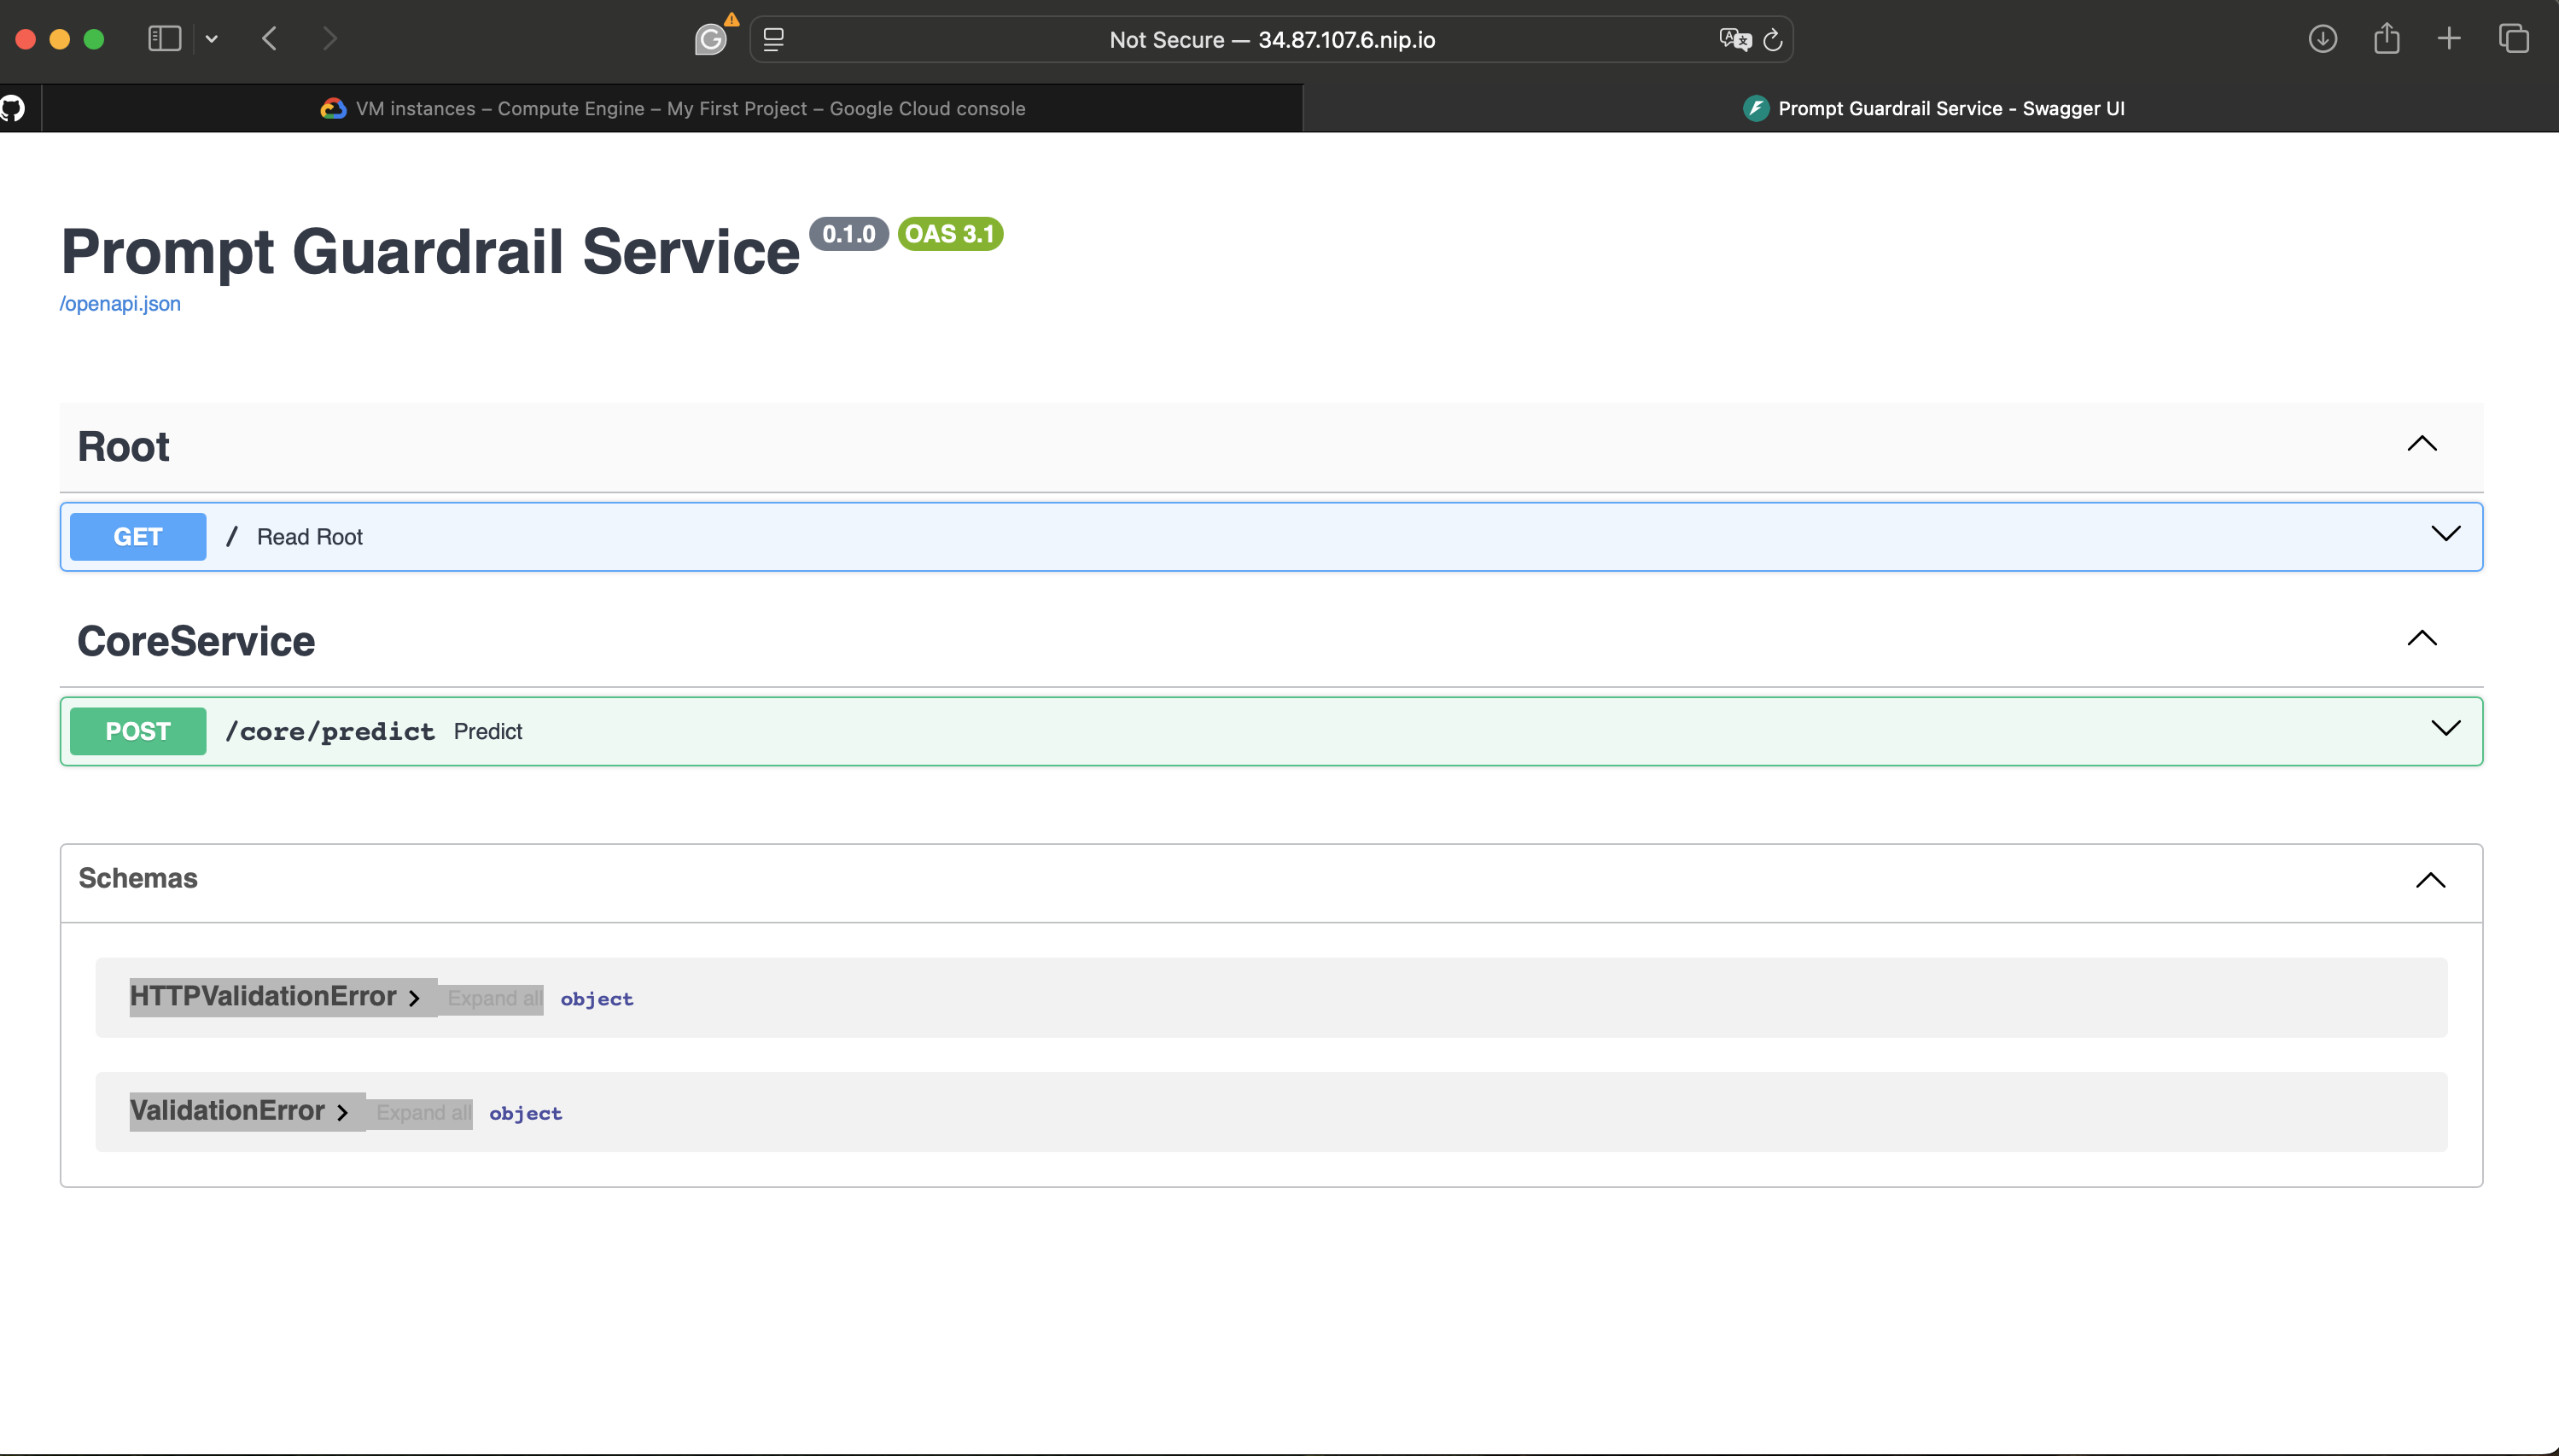 Not Secure — 34.87.107.6.nip.io
VM instances – Compute Engine – My First Project – Google Cloud console
Prompt Guardrail Service - Swagger UI
Prompt Guardrail Service 0.1.0 OAS 3.1
/openapi.json
Root
GET / Read Root
CoreService
POST /core/predict Predict
Schemas
HTTPValidationError Expand all object
ValidationError Expand all object